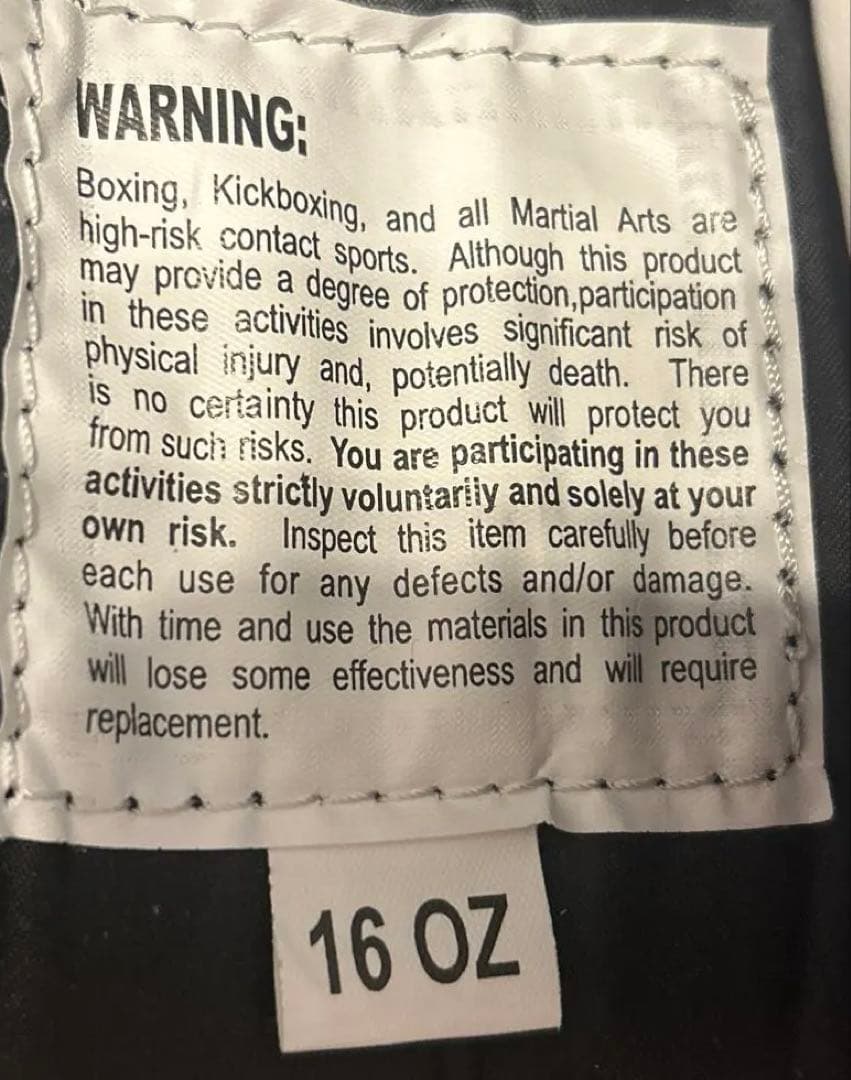 WARNING:
Boxing, Kickboxing, and all Martial Arts are
high-risk contact sports. Although this product
may provide a degree of protection,participation
in these activities involves significant risk of
physical injury and, potentially death. There
is no certainty this product will protect you
from such risks. You are participating in these
activities strictly voluntarily and solely at your
own risk. Inspect this item carefully before
each use for any defects and/or damage.
With time and use the materials in this product
will lose some effectiveness and will require
replacement.
16 OZ